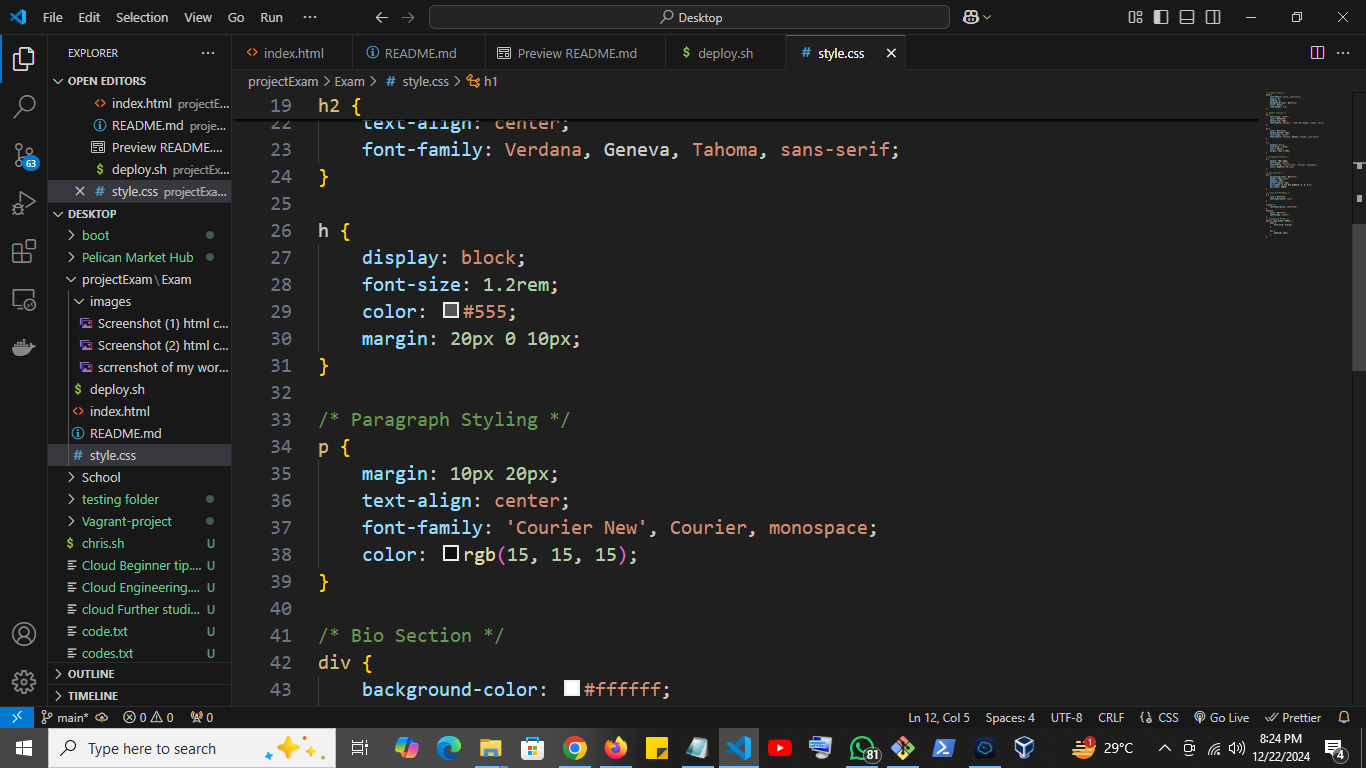 File Edit Selection View Go Run ··· Desktop
EXPLORER ···
index.html README.md Preview README.md deploy.sh style.css
projectExam > Exam > # style.css > h1
OPEN EDITORS
index.html projectE...
README.md proje...
Preview README....
deploy.sh projectEx...
style.css projectExa...
DESKTOP
boot
Pelican Market Hub
projectExam\Exam
images
Screenshot (1) html c...
Screenshot (2) html c...
scrrenshot of my wor...
deploy.sh
index.html
README.md
style.css
School
testing folder
Vagrant-project
chris.sh U
Cloud Beginner tip.... U
Cloud Engineering.... U
cloud Further studi... U
code.txt U
codes.txt U
OUTLINE
TIMELINE
63
19 h2 {
22 text-align: center;
23 font-family: Verdana, Geneva, Tahoma, sans-serif;
24 }
25
26 h {
27 display: block;
28 font-size: 1.2rem;
29 color: #555;
30 margin: 20px 0 10px;
31 }
32
33 /* Paragraph Styling */
34 p {
35 margin: 10px 20px;
36 text-align: center;
37 font-family: 'Courier New', Courier, monospace;
38 color: rgb(15, 15, 15);
39 }
40
41 /* Bio Section */
42 div {
43 background-color: #ffffff;
main* 0 0 0 Ln 12, Col 5 Spaces: 4 UTF-8 CRLF {} CSS Go Live Prettier
Type here to search 81 1 29°C 8:24 PM
12/22/2024 4